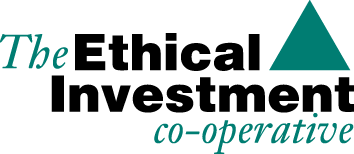 The Ethical
Investment
co-operative